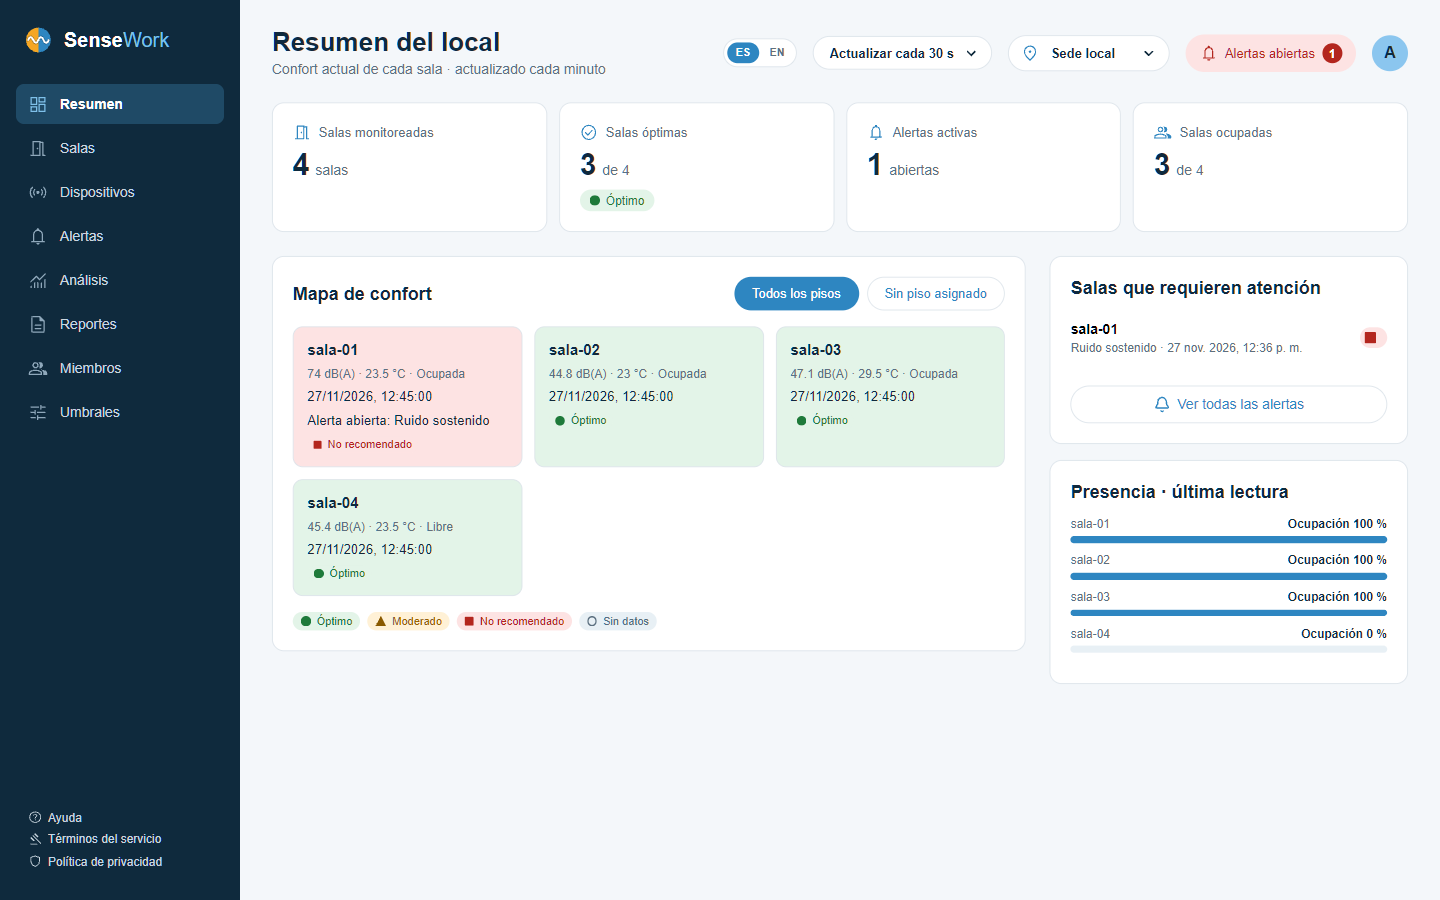 SenseWork
Resumen
Salas
Dispositivos
Alertas
Análisis
Reportes
Miembros
Umbrales
Ayuda
Términos del servicio
Política de privacidad
Resumen del local
Confort actual de cada sala · actualizado cada minuto
ES EN
Actualizar cada 30 s
Sede local
Alertas abiertas 1
A
Salas monitoreadas
4 salas
Salas óptimas
3 de 4
Óptimo
Alertas activas
1 abiertas
Salas ocupadas
3 de 4
Mapa de confort
Todos los pisos
Sin piso asignado
sala-01
74 dB(A) · 23.5 °C · Ocupada
27/11/2026, 12:45:00
Alerta abierta: Ruido sostenido
No recomendado
sala-02
44.8 dB(A) · 23 °C · Ocupada
27/11/2026, 12:45:00
Óptimo
sala-03
47.1 dB(A) · 29.5 °C · Ocupada
27/11/2026, 12:45:00
Óptimo
sala-04
45.4 dB(A) · 23.5 °C · Libre
27/11/2026, 12:45:00
Óptimo
Óptimo Moderado No recomendado Sin datos
Salas que requieren atención
sala-01
Ruido sostenido · 27 nov. 2026, 12:36 p. m.
Ver todas las alertas
Presencia · última lectura
sala-01 Ocupación 100 %
sala-02 Ocupación 100 %
sala-03 Ocupación 100 %
sala-04 Ocupación 0 %